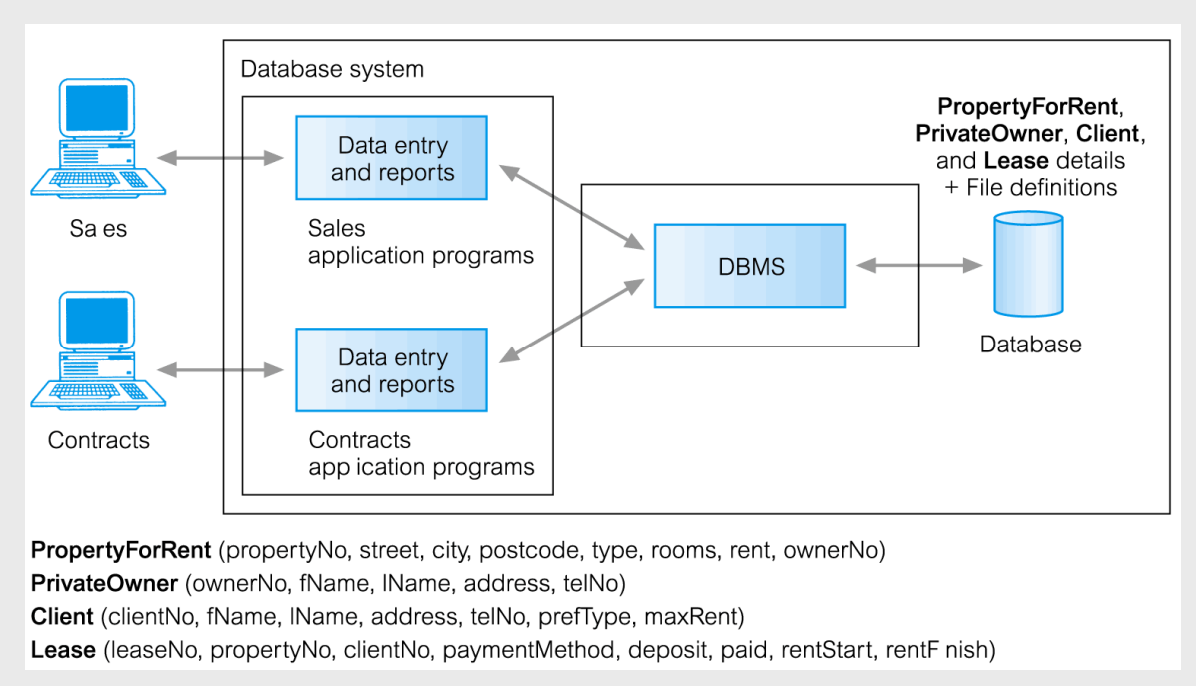 Database system
PropertyForRent,
PrivateOwner, Client,
and Lease details
+ File definitions
Data entry
and reports
Sa es
Sales
application programs
DBMS
Database
Data entry
and reports
Contracts
Contracts
app ication programs
PropertyForRent (propertyNo, street, city, postcode, type, rooms, rent, ownerNo)
PrivateOwner (ownerNo, fName, lName, address, telNo)
Client (clientNo, fName, lName, address, telNo, prefType, maxRent)
Lease (leaseNo, propertyNo, clientNo, paymentMethod, deposit, paid, rentStart, rentF nish)